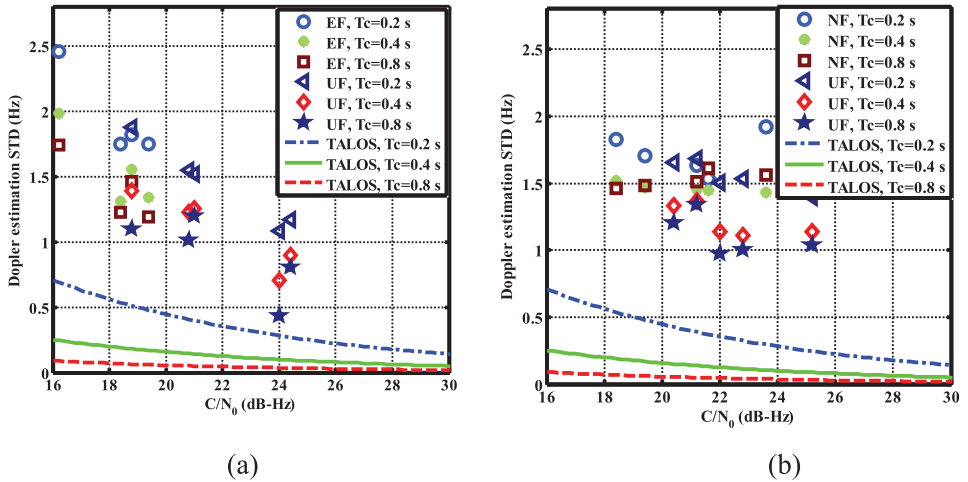 2.5
2
1.5
1
0.5
0
16
18
20
22
24
26
28
30
Doppler estimation STD (Hz)
C/N0 (dB-Hz)
EF, Tc=0.2 s
EF, Tc=0.4 s
EF, Tc=0.8 s
UF, Tc=0.2 s
UF, Tc=0.4 s
UF, Tc=0.8 s
TALOS, Tc=0.2 s
TALOS, Tc=0.4 s
TALOS, Tc=0.8 s
(a)
2.5
2
1.5
1
0.5
0
16
18
20
22
24
26
28
30
Doppler estimation STD (Hz)
C/N0 (dB-Hz)
NF, Tc=0.2 s
NF, Tc=0.4 s
NF, Tc=0.8 s
UF, Tc=0.2 s
UF, Tc=0.4 s
UF, Tc=0.8 s
TALOS, Tc=0.2 s
TALOS, Tc=0.4 s
TALOS, Tc=0.8 s
(b)